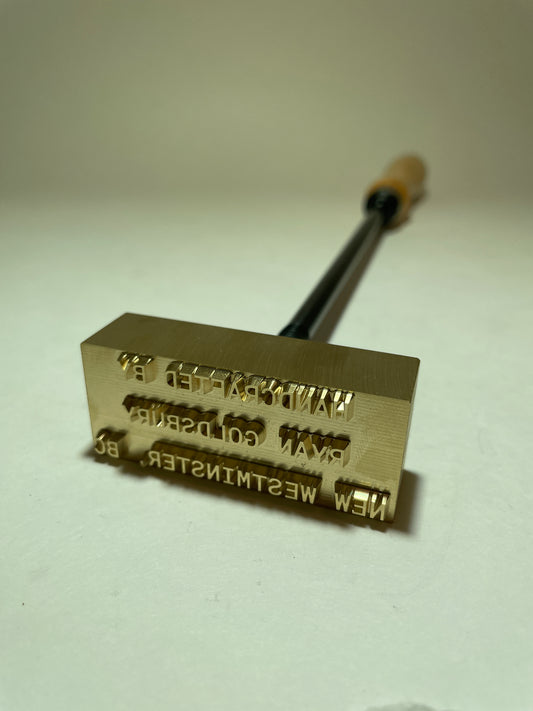 HANDCRAFTED BY
RYAN GOLDSBURY
NEW WESTMINSTER, BC